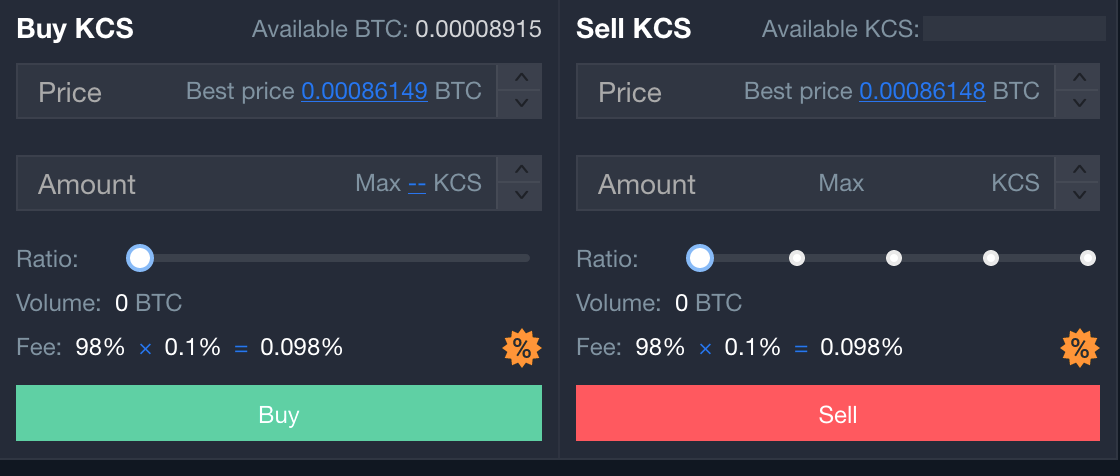 Buy KCS Available BTC: 0.00008915
Price Best price 0.00086149 BTC
Amount Max -- KCS
Ratio:
Volume: 0 BTC
Fee: 98% × 0.1% = 0.098% %
Buy
Sell KCS Available KCS:
Price Best price 0.00086148 BTC
Amount Max KCS
Ratio:
Volume: 0 BTC
Fee: 98% × 0.1% = 0.098% %
Sell